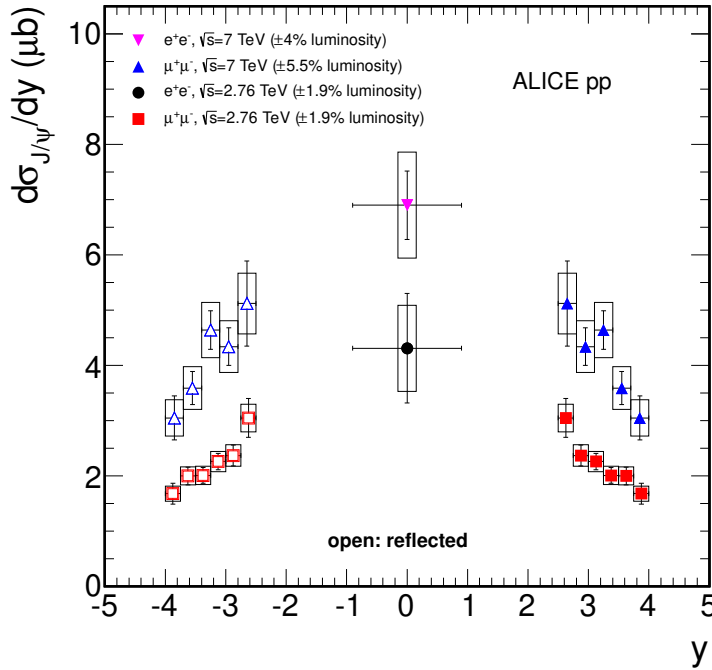 dσ_J/ψ/dy (μb)
e⁺e⁻, √s=7 TeV (±4% luminosity)
μ⁺μ⁻, √s=7 TeV (±5.5% luminosity)
e⁺e⁻, √s=2.76 TeV (±1.9% luminosity)
μ⁺μ⁻, √s=2.76 TeV (±1.9% luminosity)
ALICE pp
10
8
6
4
2
0
open: reflected
-5 -4 -3 -2 -1 0 1 2 3 4 5
y